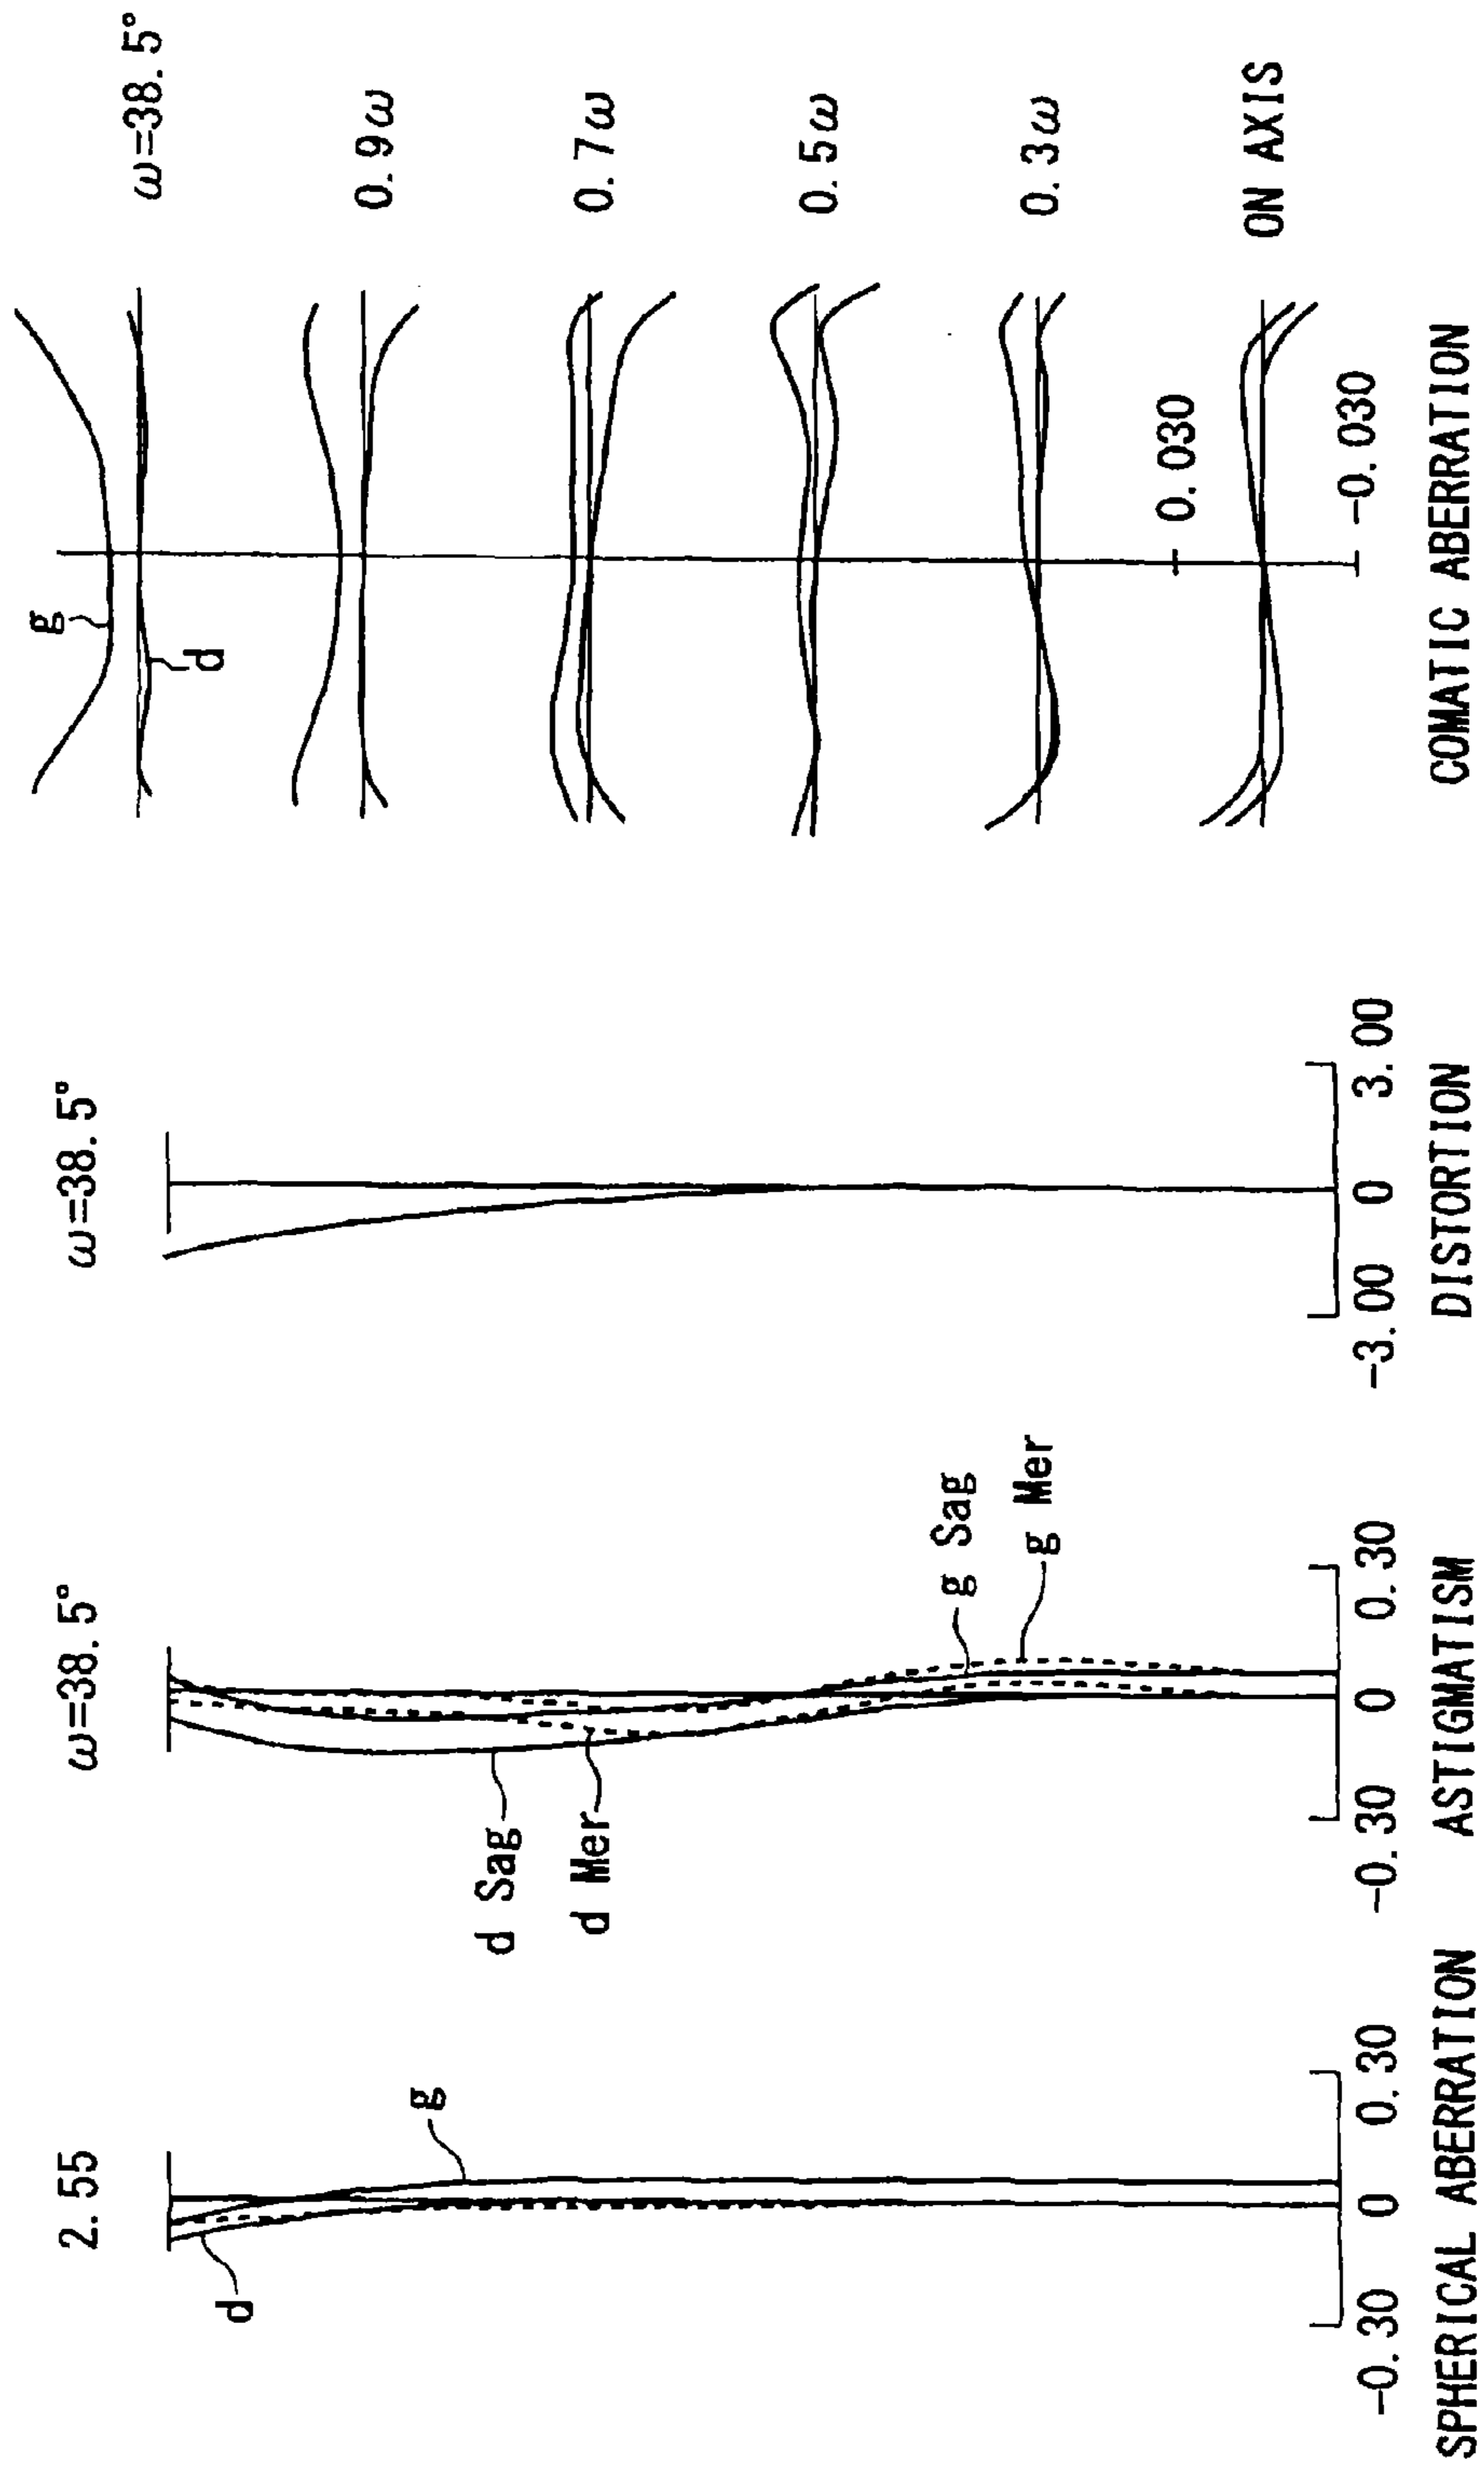 2. 55
d
g
-0. 30
0
0. 30
SPHERICAL ABERRATION
ω=38. 5°
d Sag
d Mer
g Sag
g Mer
-0. 30
0
0. 30
ASTIGMATISM
ω=38. 5°
-3. 00
0
3. 00
DISTORTION
g
d
ω=38. 5°
0. 9ω
0. 7ω
0. 5ω
0. 3ω
0. 030
ON AXIS
-0. 030
COMATIC ABERRATION